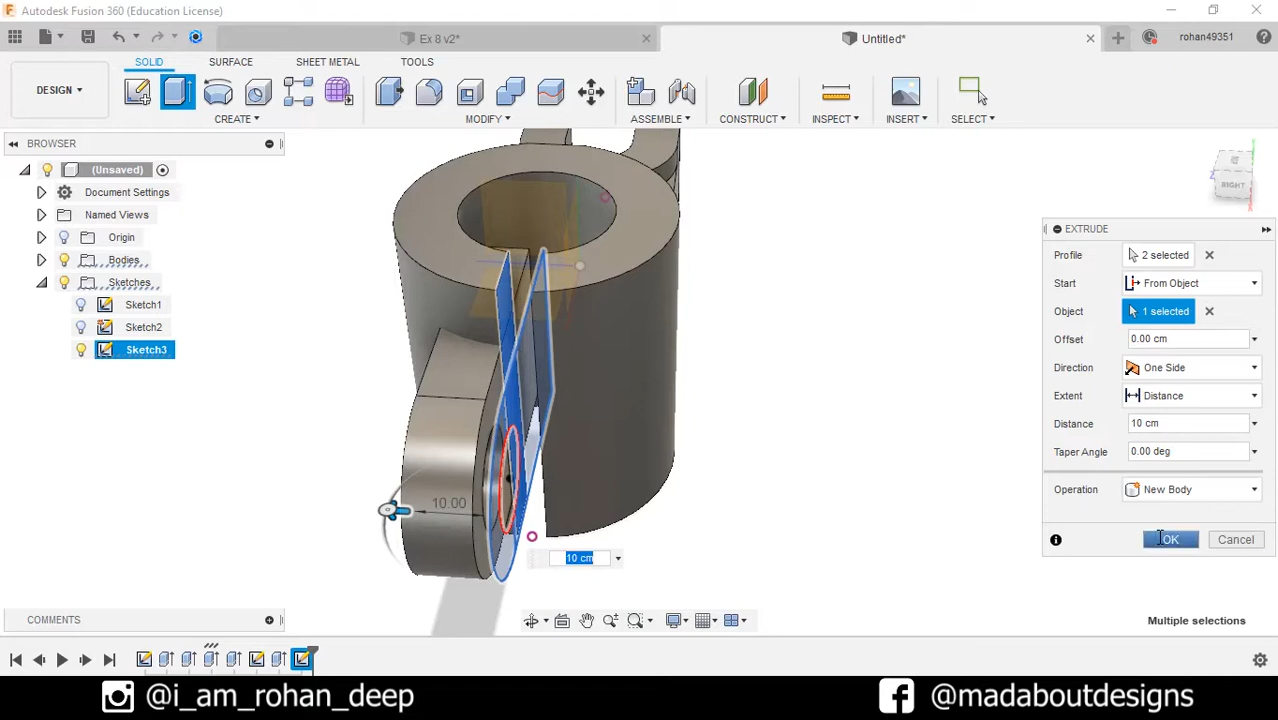 Autodesk Fusion 360 (Education License)
Ex 8 v2*
Untitled*
rohan49351
SOLID
SURFACE
SHEET METAL
TOOLS
DESIGN
CREATE
MODIFY
ASSEMBLE
CONSTRUCT
INSPECT
INSERT
SELECT
BROWSER
(Unsaved)
Document Settings
Named Views
Origin
Bodies
Sketches
Sketch1
Sketch2
Sketch3
RIGHT
EXTRUDE
Profile 2 selected
Start From Object
Object 1 selected
Offset 0.00 cm
Direction One Side
Extent Distance
Distance 10 cm
Taper Angle 0.00 deg
Operation New Body
OK Cancel
10.00
10 cm
COMMENTS
Multiple selections
@i_am_rohan_deep
@madaboutdesigns